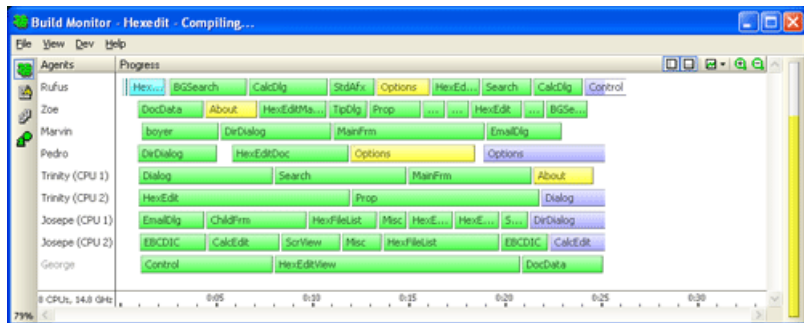 Build Monitor - Hexedit - Compiling...
File View Dev Help
Agents Progress
Rufus Hex... BGSearch CalcDlg StdAfx Options HexEd... Search CalcDlg Control
Zoe DocData About HexEditMa... TipDlg Prop ... ... HexEdit ... BGSe...
Marvin boyer DirDialog MainFrm EmailDlg
Pedro DirDialog HexEditDoc Options Options
Trinity (CPU 1) Dialog Search MainFrm About
Trinity (CPU 2) HexEdit Prop Dialog
Josepe (CPU 1) EmailDlg ChildFrm HexFileList Misc HexE... HexE... S... DirDialog
Josepe (CPU 2) EBCDIC CalcEdit ScrView Misc HexFileList EBCDIC CalcEdit
George Control HexEditView DocData
8 CPUs, 14.8 GHz 0:05 0:10 0:15 0:20 0:25 0:30
79%